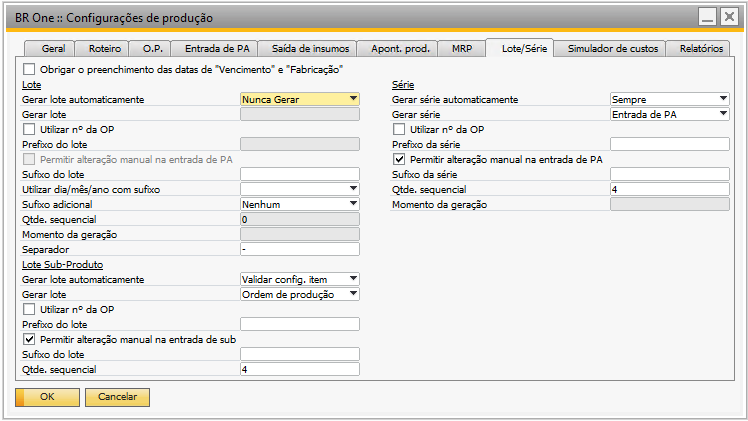 BR One :: Configurações de produção
Geral Roteiro O.P. Entrada de PA Saída de insumos Apont. prod. MRP Lote/Série Simulador de custos Relatórios
Obrigar o preenchimento das datas de "Vencimento" e "Fabricação"
Lote
Gerar lote automaticamente Nunca Gerar
Gerar lote
Utilizar nº da OP
Prefixo do lote
Permitir alteração manual na entrada de PA
Sufixo do lote
Utilizar dia/mês/ano com sufixo
Sufixo adicional Nenhum
Qtde. sequencial 0
Momento da geração
Separador -
Lote Sub-Produto
Gerar lote automaticamente Validar config. item
Gerar lote Ordem de produção
Utilizar nº da OP
Prefixo do lote
Permitir alteração manual na entrada de sub
Sufixo do lote
Qtde. sequencial 4
Série
Gerar série automaticamente Sempre
Gerar série Entrada de PA
Utilizar nº da OP
Prefixo da série
Permitir alteração manual na entrada de PA
Sufixo da série
Qtde. sequencial 4
Momento da geração
OK Cancelar